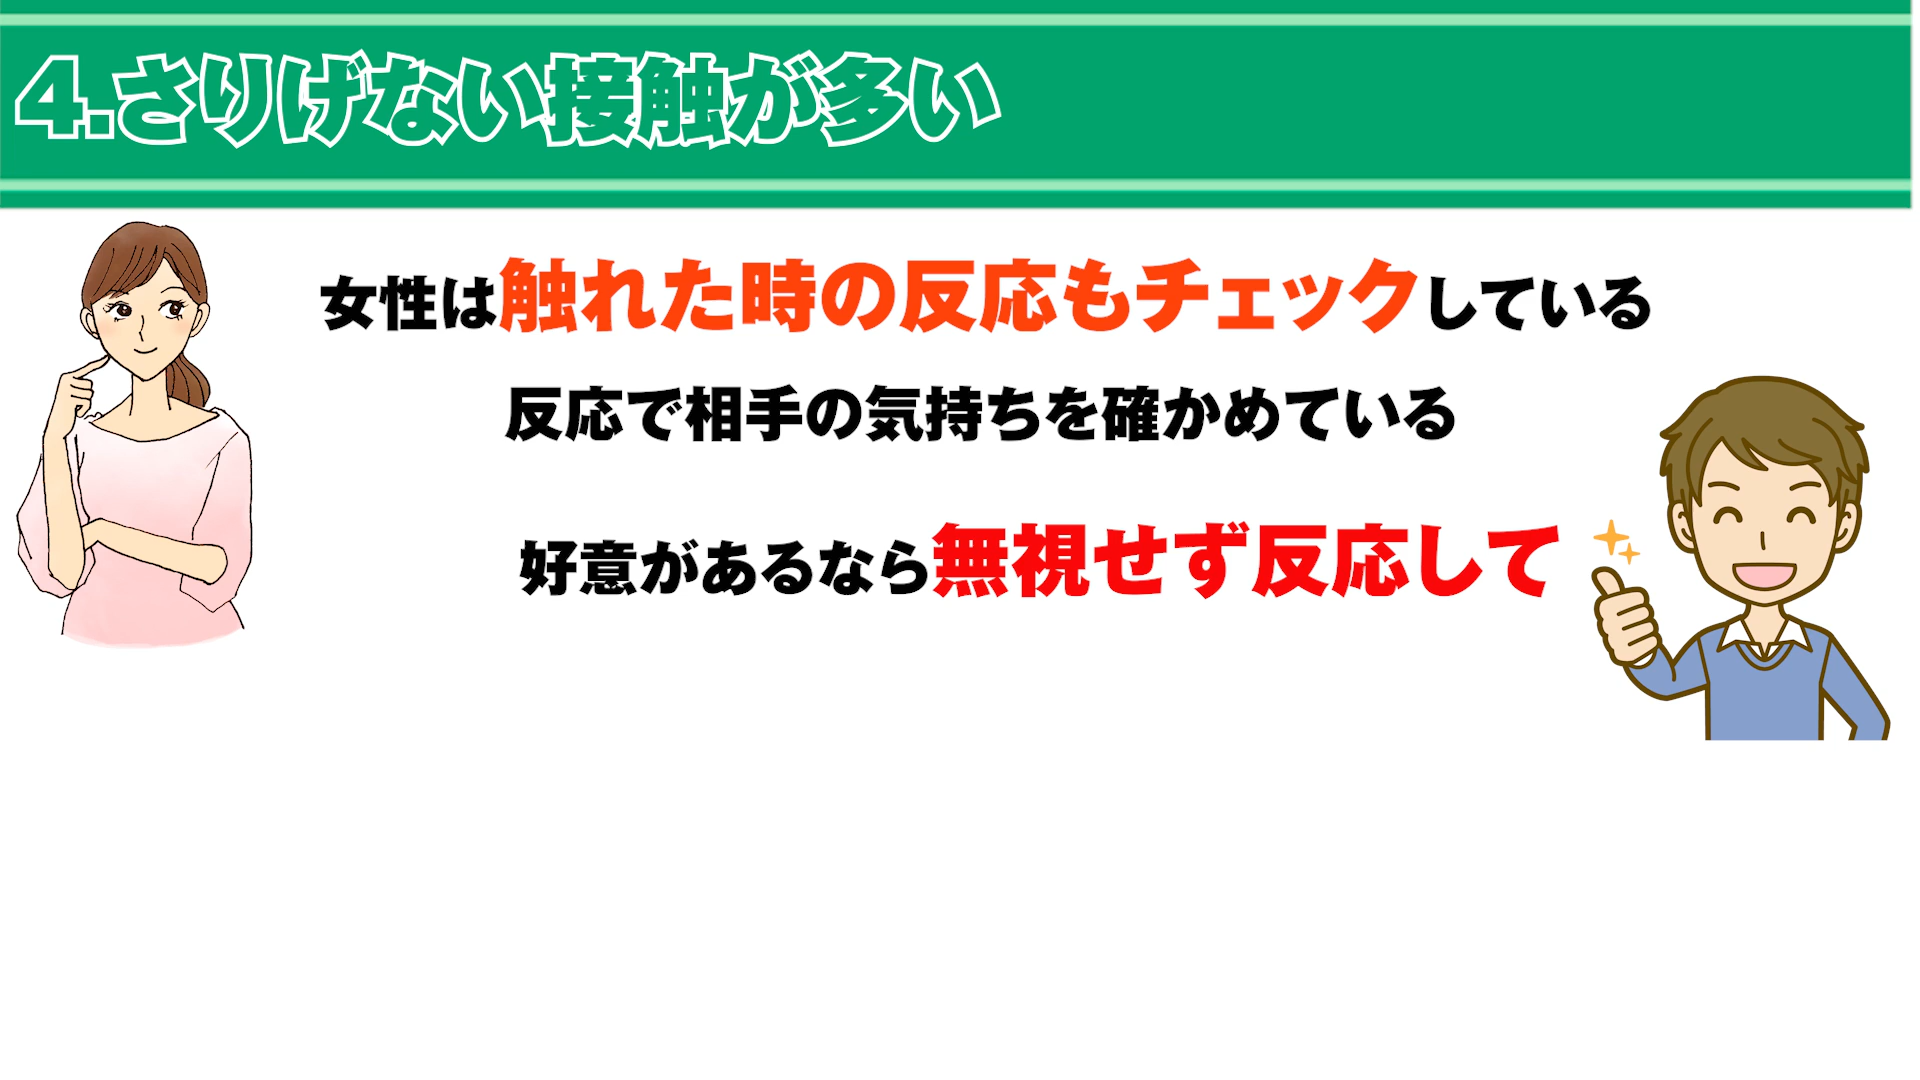 4.さりげない接触が多い
女性は触れた時の反応もチェックしている
反応で相手の気持ちを確かめている
好意があるなら無視せず反応して